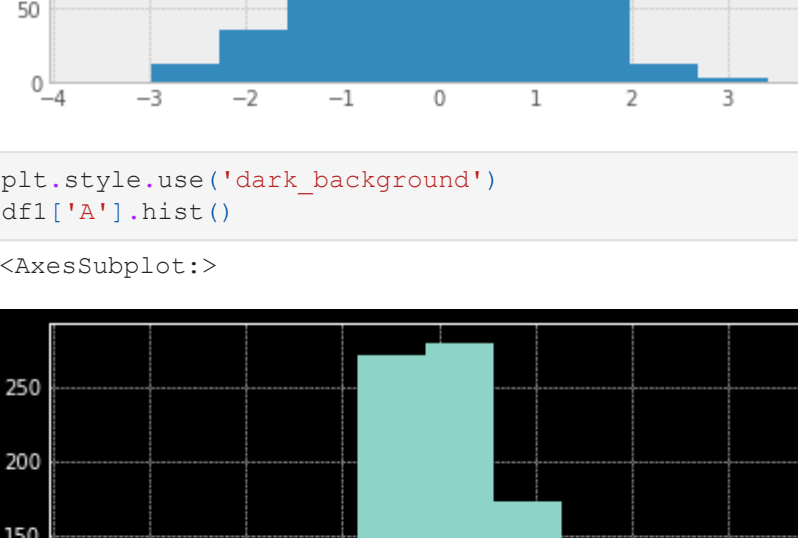 50
0
−4 −3 −2 −1 0 1 2 3
plt.style.use('dark_background')
df1['A'].hist()
<AxesSubplot:>
250
200
150